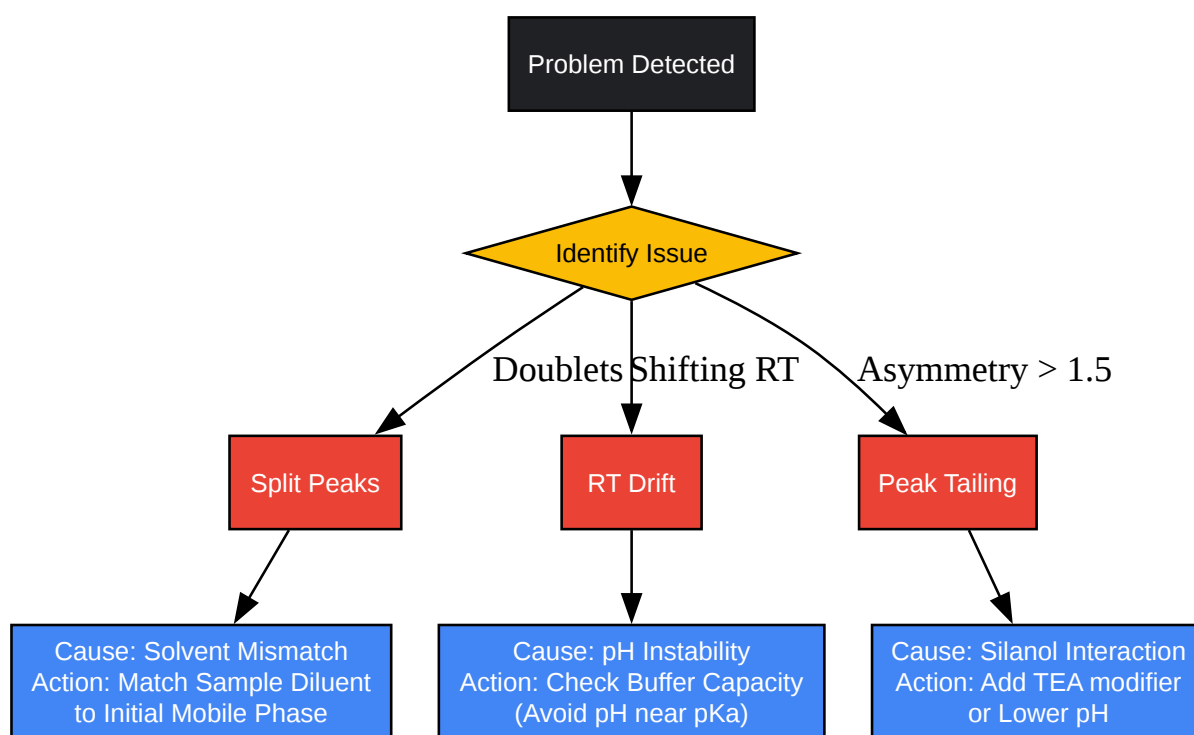 Problem Detected
Identify Issue
Doublets
Shifting RT
Asymmetry > 1.5
Split Peaks
RT Drift
Peak Tailing
Cause: Solvent Mismatch
Action: Match Sample Diluent
to Initial Mobile Phase
Cause: pH Instability
Action: Check Buffer Capacity
(Avoid pH near pKa)
Cause: Silanol Interaction
Action: Add TEA modifier
or Lower pH